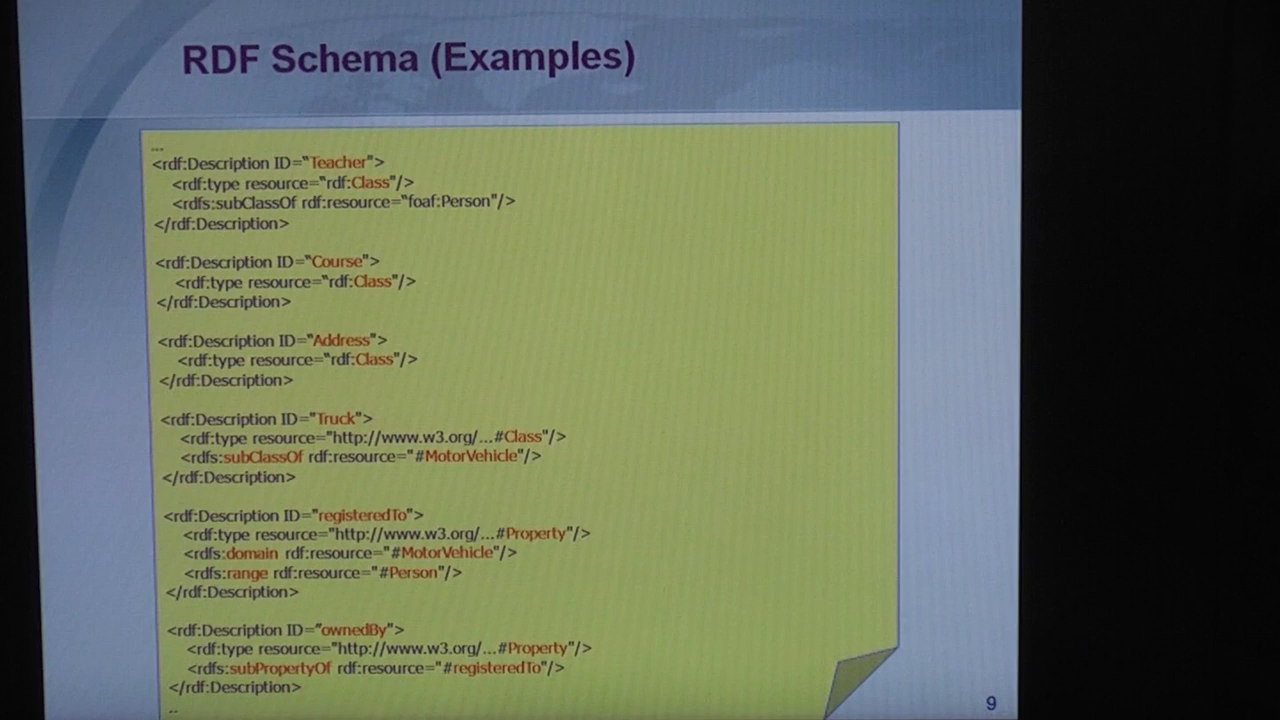 RDF Schema (Examples)
...
<rdf:Description ID="Teacher">
<rdf:type resource="rdf:Class"/>
<rdfs:subClassOf rdf:resource="foaf:Person"/>
</rdf:Description>
<rdf:Description ID="Course">
<rdf:type resource="rdf:Class"/>
</rdf:Description>
<rdf:Description ID="Address">
<rdf:type resource="rdf:Class"/>
</rdf:Description>
<rdf:Description ID="Truck">
<rdf:type resource="http://www.w3.org/...#Class"/>
<rdfs:subClassOf rdf:resource="#MotorVehicle"/>
</rdf:Description>
<rdf:Description ID="registeredTo">
<rdf:type resource="http://www.w3.org/...#Property"/>
<rdfs:domain rdf:resource="#MotorVehicle"/>
<rdfs:range rdf:resource="#Person"/>
</rdf:Description>
<rdf:Description ID="ownedBy">
<rdf:type resource="http://www.w3.org/...#Property"/>
<rdfs:subPropertyOf rdf:resource="#registeredTo"/>
</rdf:Description>
..
9